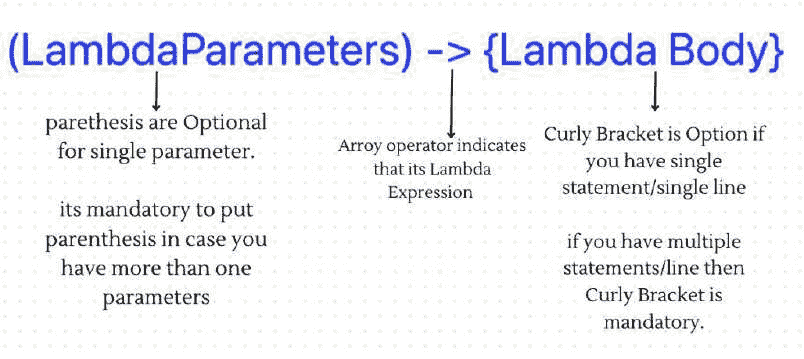 (LambdaParameters) -> {Lambda Body}
parethesis are Optional
for single parameter.
its mandatory to put
parenthesis in case you
have more than one
parameters
Arroy operator indicates
that its Lambda
Expression
Curly Bracket is Option if
you have single
statement/single line
if you have multiple
statements/line then
Curly Bracket is
mandatory.